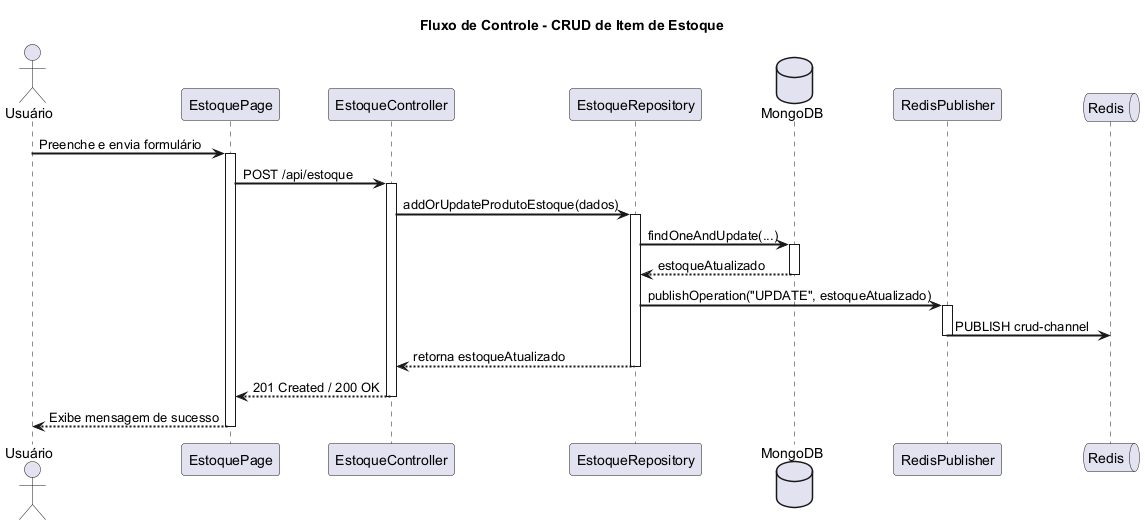 Fluxo de Controle - CRUD de Item de Estoque
Usuário
EstoquePage
EstoqueController
EstoqueRepository
MongoDB
RedisPublisher
Redis
Preenche e envia formulário
POST /api/estoque
addOrUpdateProdutoEstoque(dados)
findOneAndUpdate(...)
estoqueAtualizado
publishOperation("UPDATE", estoqueAtualizado)
PUBLISH crud-channel
retorna estoqueAtualizado
201 Created / 200 OK
Exibe mensagem de sucesso
Usuário
EstoquePage
EstoqueController
EstoqueRepository
MongoDB
RedisPublisher
Redis